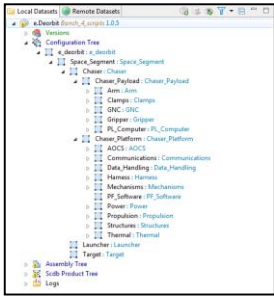 Local Datasets Remote Datasets
e.Deorbit Banch_4_scripts 1.0.5
Versions
Configuration Tree
e_deorbit : e_deorbit
Space_Segment : Space_Segment
Chaser : Chaser
Chaser_Payload : Chaser_Payload
Arm : Arm
Clamps : Clamps
GNC : GNC
Gripper : Gripper
PL_Computer : PL_Computer
Chaser_Platform : Chaser_Platform
AOCS : AOCS
Communications : Communications
Data_Handling : Data_Handling
Harness : Harness
Mechanisms : Mechanisms
PF_Software : PF_Software
Power : Power
Propulsion : Propulsion
Structures : Structures
Thermal : Thermal
Launcher : Launcher
Target : Target
Assembly Tree
Scdb Product Tree
Logs